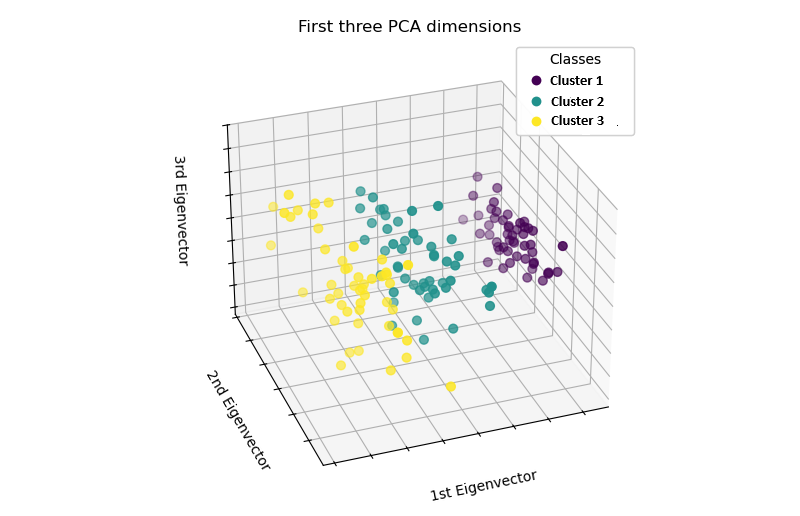 First three PCA dimensions
Classes
Cluster 1
Cluster 2
Cluster 3
3rd Eigenvector
2nd Eigenvector
1st Eigenvector